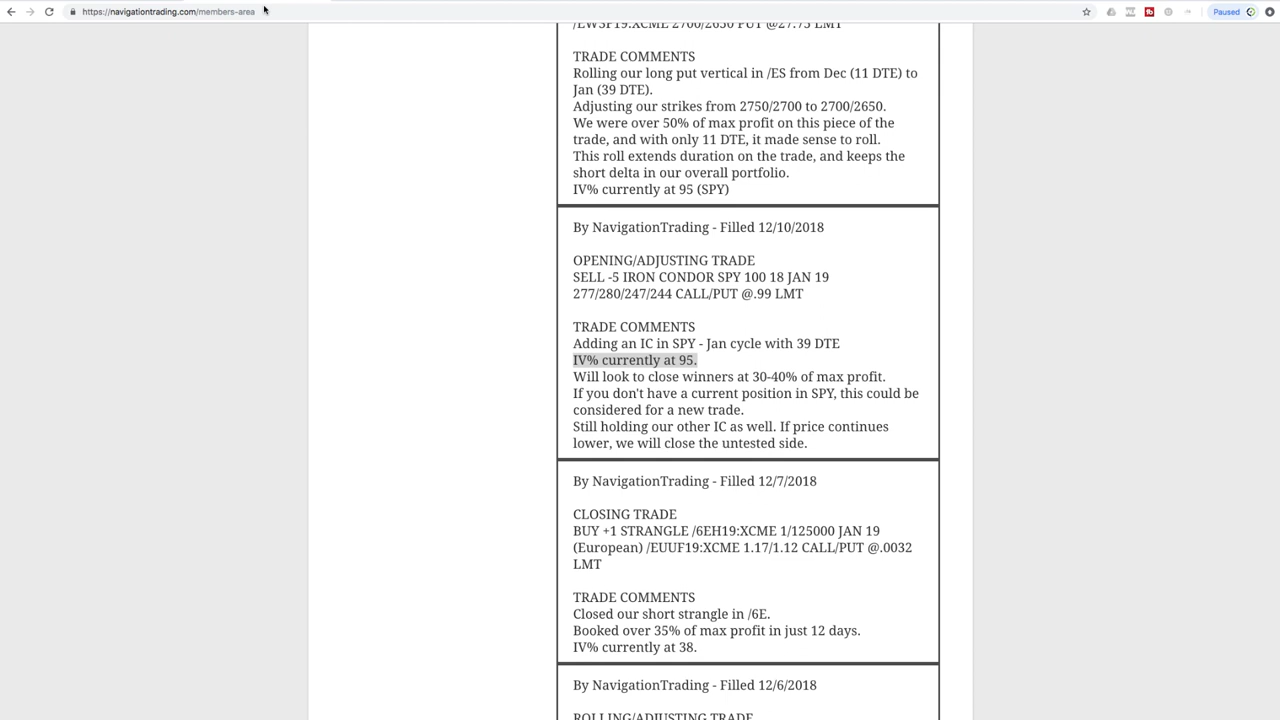 https://navigationtrading.com/members-area
Paused
/EW3F19:XCME 2700/2650 PUT @27.75 LMT
TRADE COMMENTS
Rolling our long put vertical in /ES from Dec (11 DTE) to
Jan (39 DTE).
Adjusting our strikes from 2750/2700 to 2700/2650.
We were over 50% of max profit on this piece of the
trade, and with only 11 DTE, it made sense to roll.
This roll extends duration on the trade, and keeps the
short delta in our overall portfolio.
IV% currently at 95 (SPY)
By NavigationTrading - Filled 12/10/2018
OPENING/ADJUSTING TRADE
SELL -5 IRON CONDOR SPY 100 18 JAN 19
277/280/247/244 CALL/PUT @.99 LMT
TRADE COMMENTS
Adding an IC in SPY - Jan cycle with 39 DTE
IV% currently at 95.
Will look to close winners at 30-40% of max profit.
If you don't have a current position in SPY, this could be
considered for a new trade.
Still holding our other IC as well. If price continues
lower, we will close the untested side.
By NavigationTrading - Filled 12/7/2018
CLOSING TRADE
BUY +1 STRANGLE /6EH19:XCME 1/125000 JAN 19
(European) /EUUF19:XCME 1.17/1.12 CALL/PUT @.0032
LMT
TRADE COMMENTS
Closed our short strangle in /6E.
Booked over 35% of max profit in just 12 days.
IV% currently at 38.
By NavigationTrading - Filled 12/6/2018
ROLLING/ADJUSTING TRADE